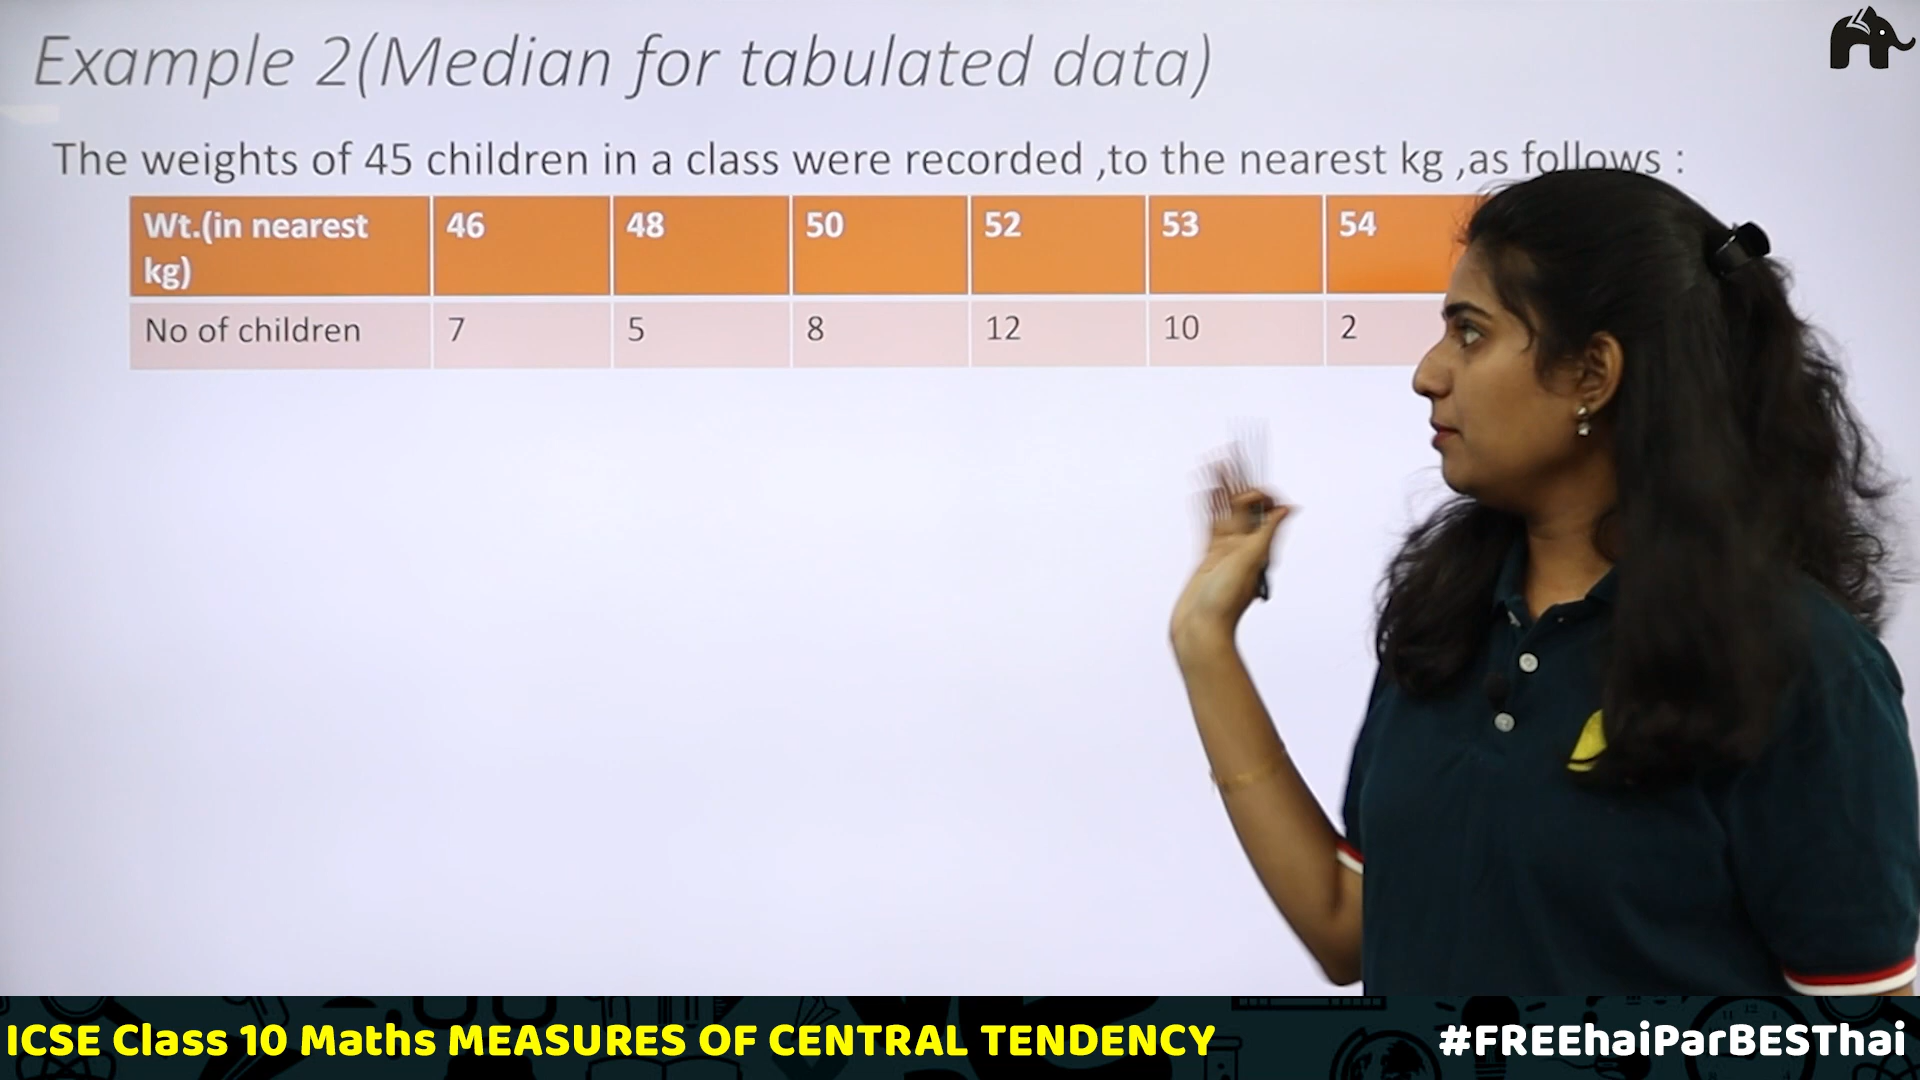 Example 2(Median for tabulated data)
The weights of 45 children in a class were recorded ,to the nearest kg ,as follows :
Wt.(in nearest kg) 46 48 50 52 53 54
No of children 7 5 8 12 10 2
ICSE Class 10 Maths MEASURES OF CENTRAL TENDENCY #FREEhaiParBESThai